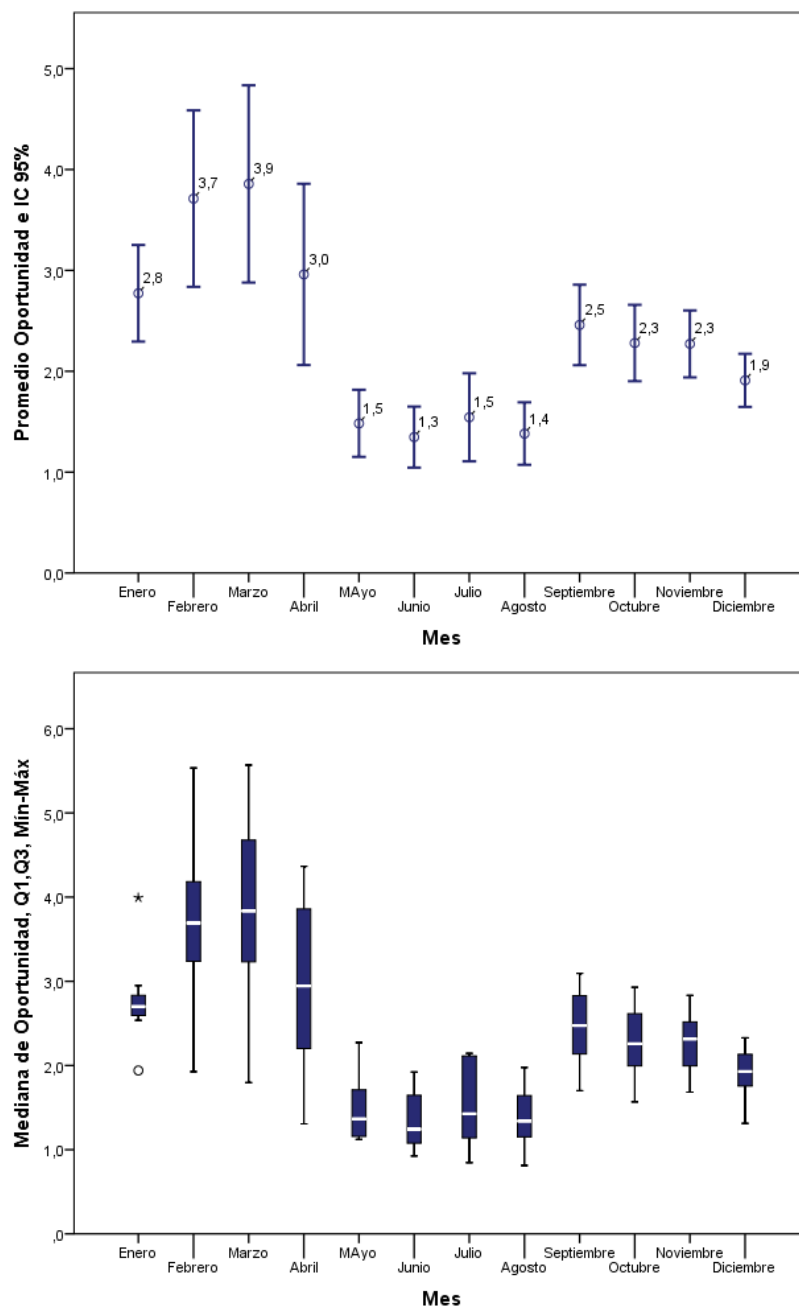 Promedio Oportunidad e IC 95%
5,0
4,0
3,0
2,0
1,0
0,0
2,8
3,7
3,9
3,0
1,5
1,3
1,5
1,4
2,5
2,3
2,3
1,9
Enero
Febrero
Marzo
Abril
MAyo
Junio
Julio
Agosto
Septiembre
Octubre
Noviembre
Diciembre
Mes
Mediana de Oportunidad, Q1,Q3, Mín-Máx
6,0
5,0
4,0
3,0
2,0
1,0
,0
Enero
Febrero
Marzo
Abril
MAyo
Junio
Julio
Agosto
Septiembre
Octubre
Noviembre
Diciembre
Mes